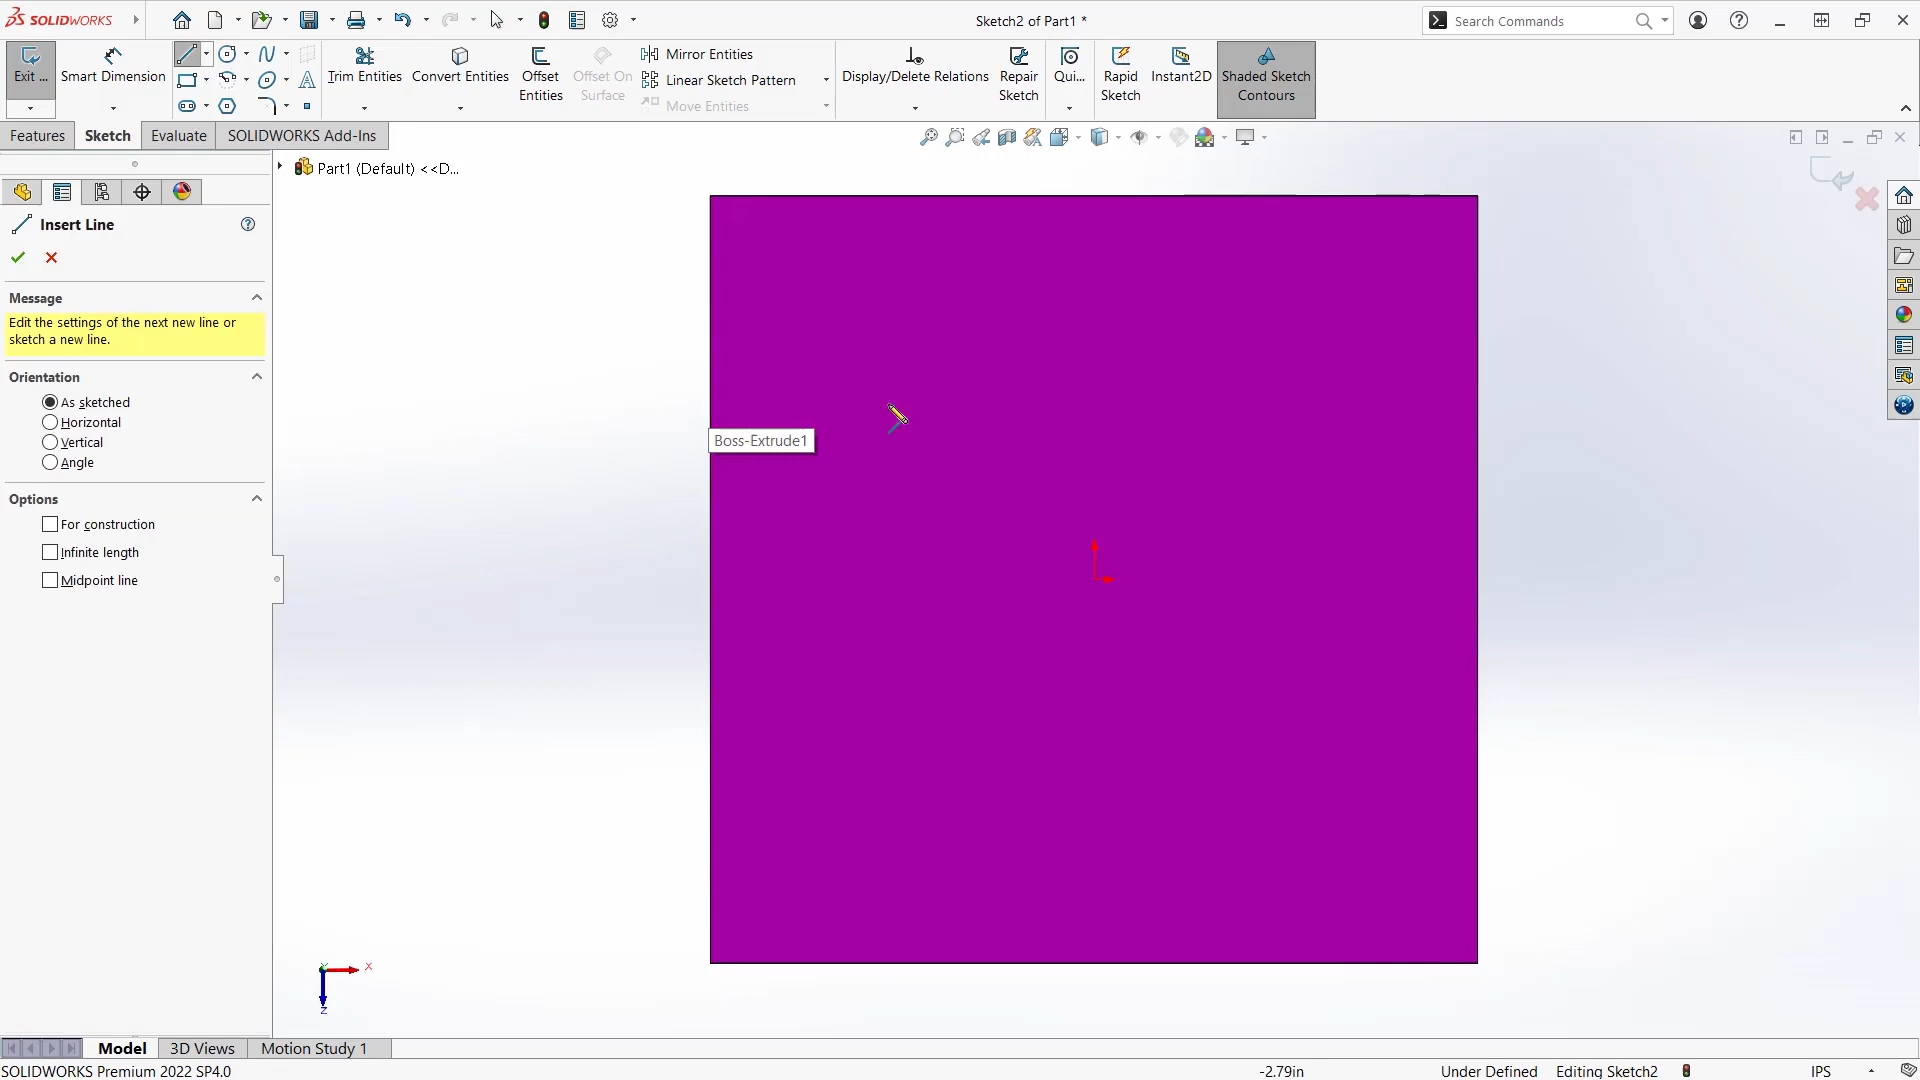 SOLIDWORKS
Sketch2 of Part1 *
Search Commands
Exit ...
Smart Dimension
Trim Entities
Convert Entities
Offset Entities
Offset On Surface
Mirror Entities
Linear Sketch Pattern
Move Entities
Display/Delete Relations
Repair Sketch
Qui...
Rapid Sketch
Instant2D
Shaded Sketch Contours
Features
Sketch
Evaluate
SOLIDWORKS Add-Ins
Part1 (Default) <<D...
Insert Line
Message
Edit the settings of the next new line or
sketch a new line.
Orientation
As sketched
Horizontal
Vertical
Angle
Options
For construction
Infinite length
Midpoint line
Boss-Extrude1
Y
X
Z
Model
3D Views
Motion Study 1
SOLIDWORKS Premium 2022 SP4.0
-2.79in
Under Defined
Editing Sketch2
IPS